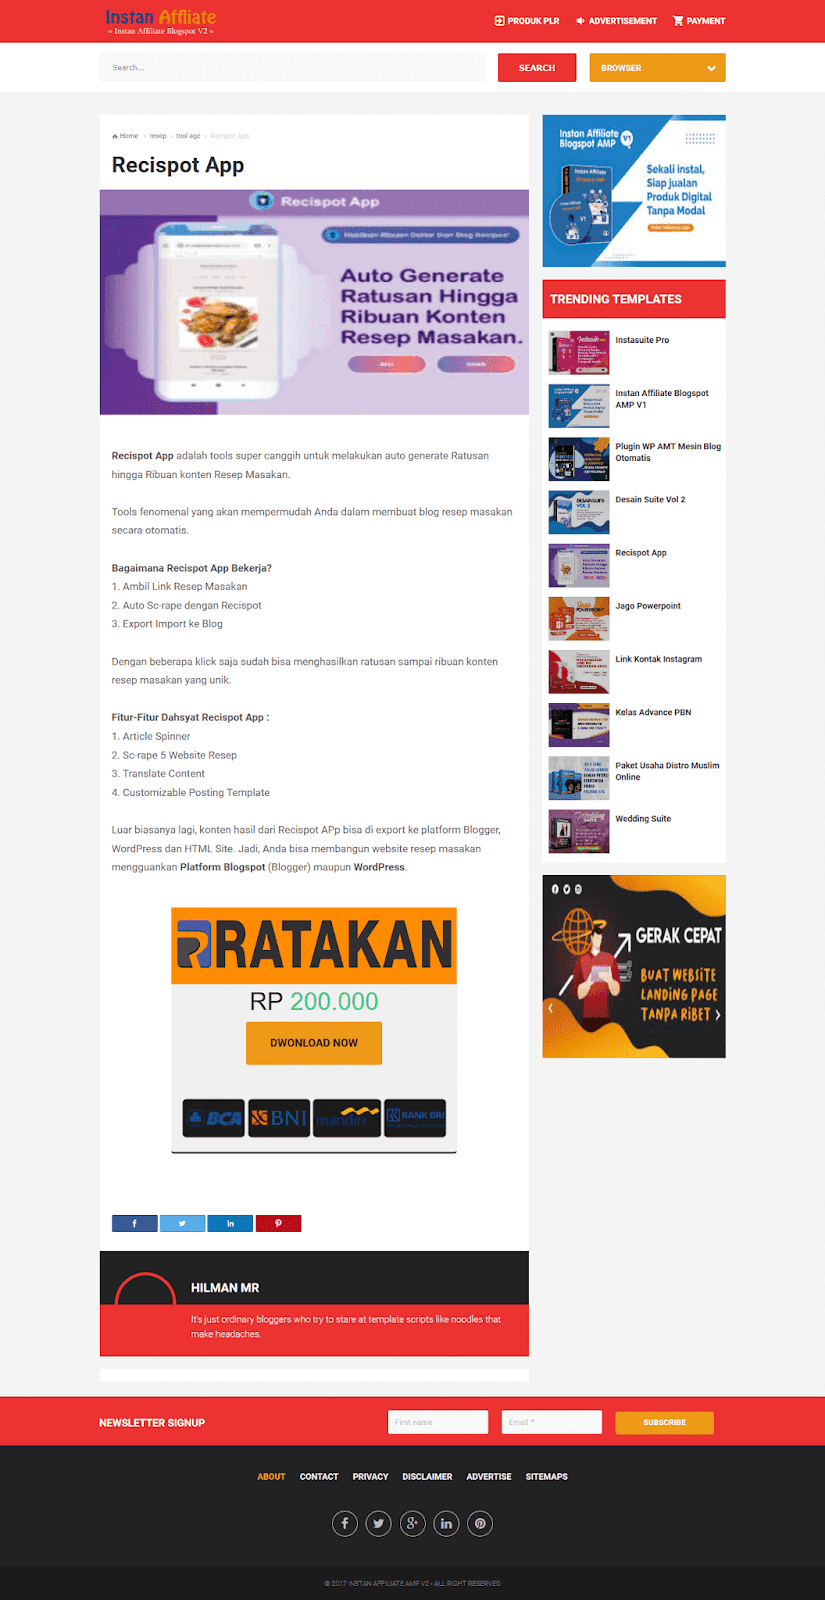 Instan Affliate
= Instan Affiliate Blogspot V2 =
PRODUK PLR
ADVERTISEMENT
PAYMENT
Search...
SEARCH
BROWSER
Home › resep › tool agc › Recispot App
Recispot App
Recispot App
Auto Generate
Ratusan Hingga
Ribuan Konten
Resep Masakan.
Recispot App adalah tools super canggih untuk melakukan auto generate Ratusan
hingga Ribuan konten Resep Masakan.
Tools fenomenal yang akan mempermudah Anda dalam membuat blog resep masakan
secara otomatis.
Bagaimana Recispot App Bekerja?
1. Ambil Link Resep Masakan
2. Auto Sc-rape dengan Recispot
3. Export Import ke Blog
Dengan beberapa klick saja sudah bisa menghasilkan ratusan sampai ribuan konten
resep masakan yang unik.
Fitur-Fitur Dahsyat Recispot App :
1. Article Spinner
2. Sc-rape 5 Website Resep
3. Translate Content
4. Customizable Posting Template
Luar biasanya lagi, konten hasil dari Recispot APp bisa di export ke platform Blogger,
WordPress dan HTML Site. Jadi, Anda bisa membangun website resep masakan
mengguankan Platform Blogspot (Blogger) maupun WordPress.
RATAKAN
RP 200.000
DWONLOAD NOW
BCA
BNI
mandiri
BANK BRI
HILMAN MR
It's just ordinary bloggers who try to stare at template scripts like noodles that
make headaches.
Instan Affiliate
Blogspot AMP V1
Sekali instal,
Siap jualan
Produk Digital
Tanpa Modal
TRENDING TEMPLATES
Instasuite Pro
Instan Affiliate Blogspot
AMP V1
Plugin WP AMT Mesin Blog
Otomatis
Desain Suite Vol 2
Recispot App
Jago Powerpoint
Link Kontak Instagram
Kelas Advance PBN
Paket Usaha Distro Muslim
Online
Wedding Suite
GERAK CEPAT
BUAT WEBSITE
LANDING PAGE
TANPA RIBET
NEWSLETTER SIGNUP
First name
Email *
SUBSCRIBE
ABOUT
CONTACT
PRIVACY
DISCLAIMER
ADVERTISE
SITEMAPS
© 2017 INSTAN AFFILIATE AMP V2 - ALL RIGHT RESERVED